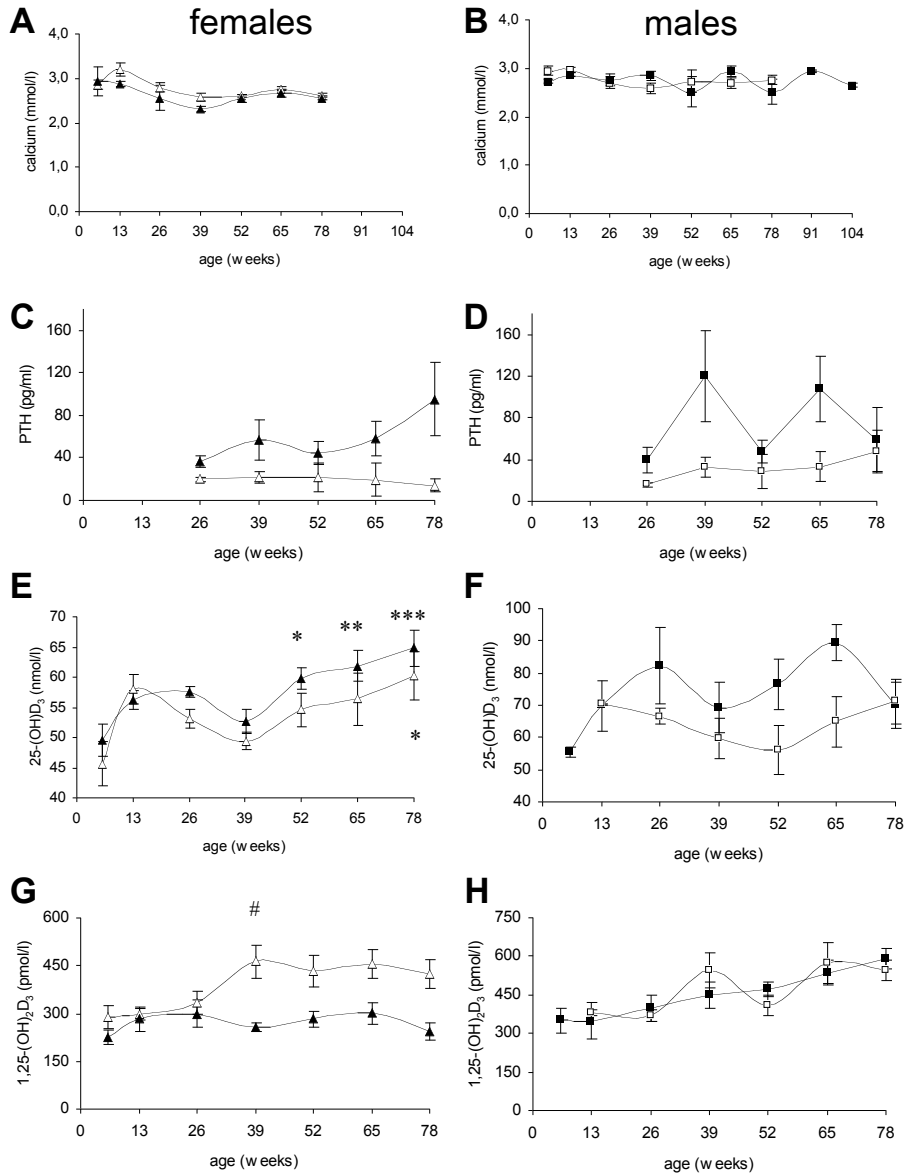 A females
B males
4,0
3,0
2,0
1,0
0,0
calcium (mmol/l)
0 13 26 39 52 65 78 91 104
age (weeks)
4,0
3,0
2,0
1,0
0,0
calcium (mmol/l)
0 13 26 39 52 65 78 91 104
age (weeks)
C
160
120
80
40
0
PTH (pg/ml)
0 13 26 39 52 65 78
age (weeks)
D
160
120
80
40
0
PTH (pg/ml)
0 13 26 39 52 65 78
age (weeks)
E
70
65
60
55
50
45
40
25-(OH)D3 (nmol/l)
* ** ***
*
0 13 26 39 52 65 78
age (weeks)
F
100
90
80
70
60
50
40
25-(OH)D3 (nmol/l)
0 13 26 39 52 65 78
age (weeks)
G
600
450
300
150
0
1,25-(OH)2D3 (pmol/l)
#
0 13 26 39 52 65 78
age (weeks)
H
750
600
450
300
150
0
1,25-(OH)2D3 (pmol/l)
0 13 26 39 52 65 78
age (weeks)